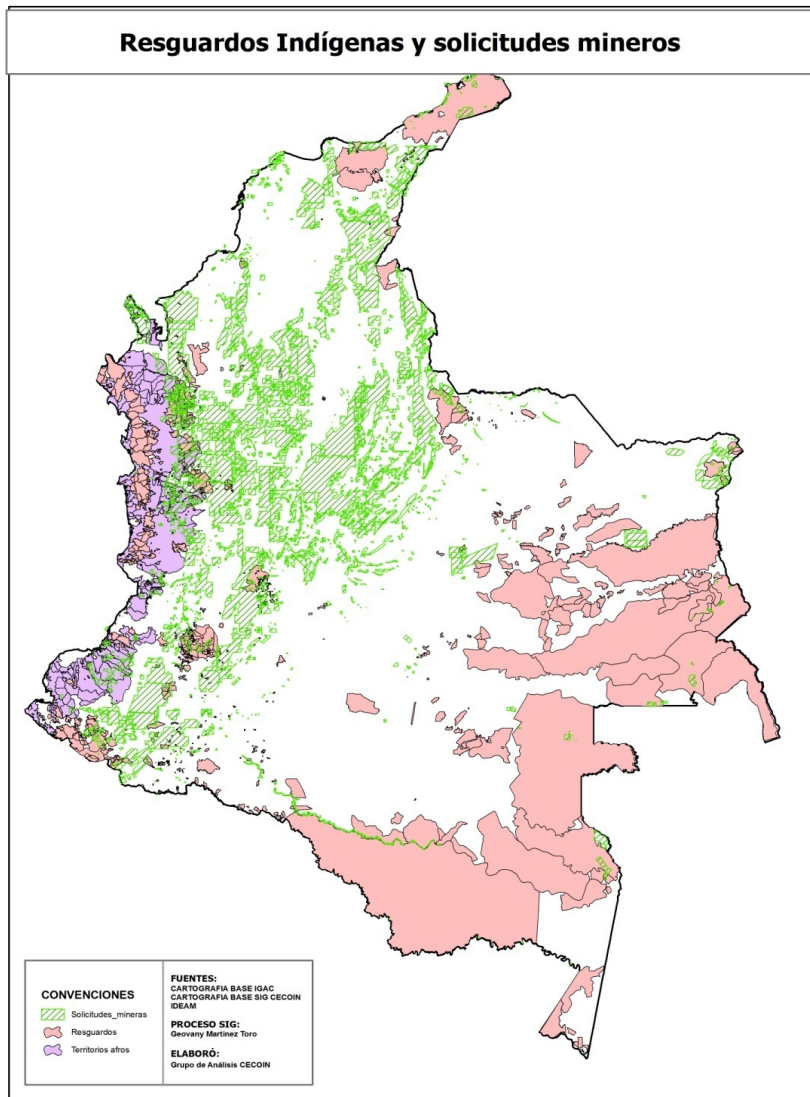 Resguardos Indígenas y solicitudes mineros
CONVENCIONES
Solicitudes_mineras
Resguardos
Territorios afros
FUENTES:
CARTOGRAFIA BASE IGAC
CARTOGRAFIA BASE SIG CECOIN
IDEAM
PROCESO SIG:
Geovany Martinez Toro
ELABORÓ:
Grupo de Análisis CECOIN